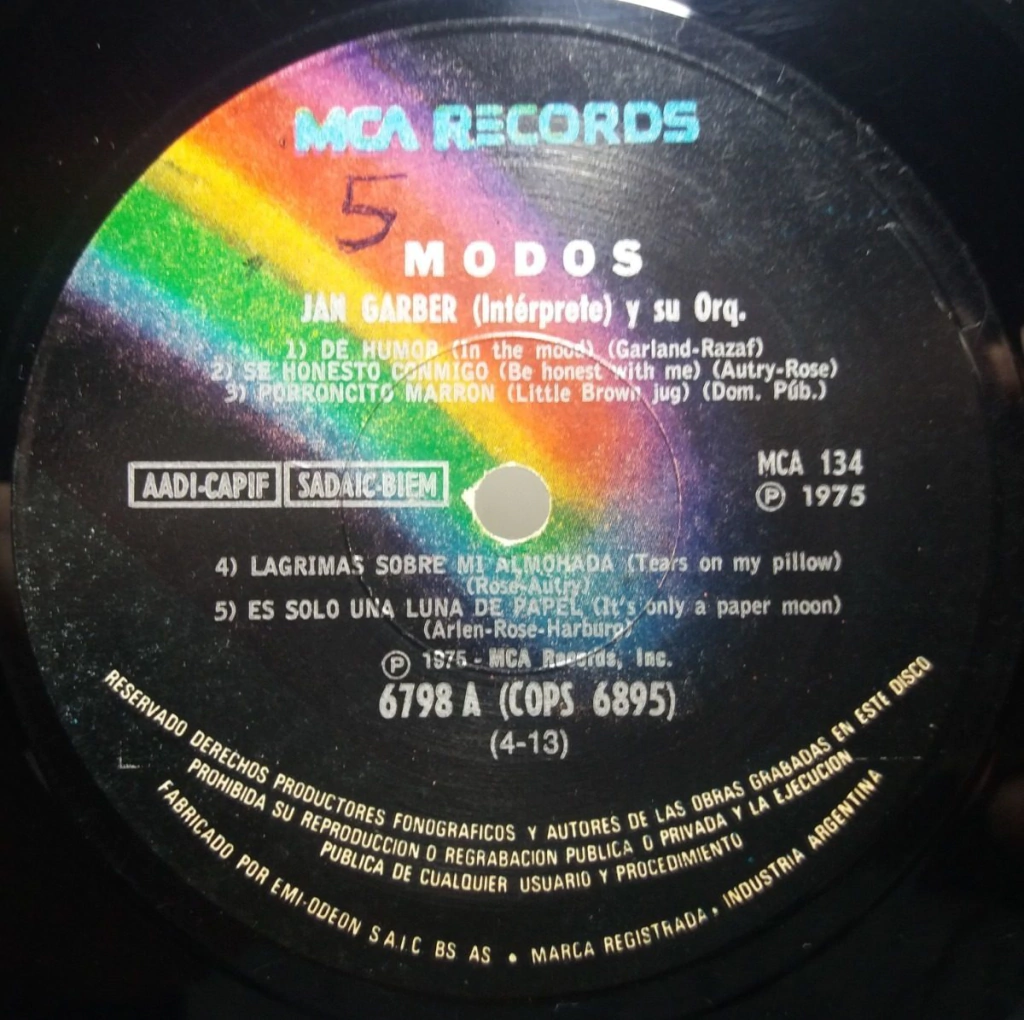 MCA RECORDS
5
MODOS
JAN GARBER (Intérprete) y su Orq.
1) DE HUMOR (in the mood) (Garland-Razaf)
2) SE HONESTO CONMIGO (Be honest with me) (Autry-Rose)
3) PORRONCITO MARRON (Little Brown jug) (Dom. Púb.)
AADI-CAPIF SADAIC-BIEM
MCA 134
Ⓟ 1975
4) LAGRIMAS SOBRE MI ALMOHADA (Tears on my pillow)
(Rose-Autry)
5) ES SOLO UNA LUNA DE PAPEL (It's only a paper moon)
(Arlen-Rose-Harburg)
Ⓟ 1975 - MCA Records, Inc.
6798 A (COPS 6895)
(4-13)
RESERVADO DERECHOS PRODUCTORES FONOGRAFICOS Y AUTORES DE LAS OBRAS GRABADAS EN ESTE DISCO
PROHIBIDA SU REPRODUCCION O REGRABACION PUBLICA O PRIVADA Y LA EJECUCION
PUBLICA DE CUALQUIER USUARIO Y PROCEDIMIENTO
FABRICADO POR EMI-ODEON S.A.I.C BS AS • MARCA REGISTRADA • INDUSTRIA ARGENTINA